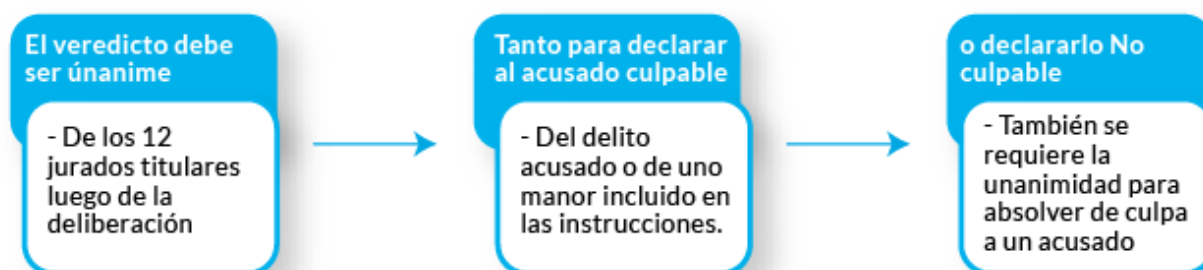 El veredicto debe
ser únanime
- De los 12
jurados titulares
luego de la
deliberación
Tanto para declarar
al acusado culpable
- Del delito
acusado o de uno
manor incluido en
las instrucciones.
o declararlo No
culpable
- También se
requiere la
unanimidad para
absolver de culpa
a un acusado